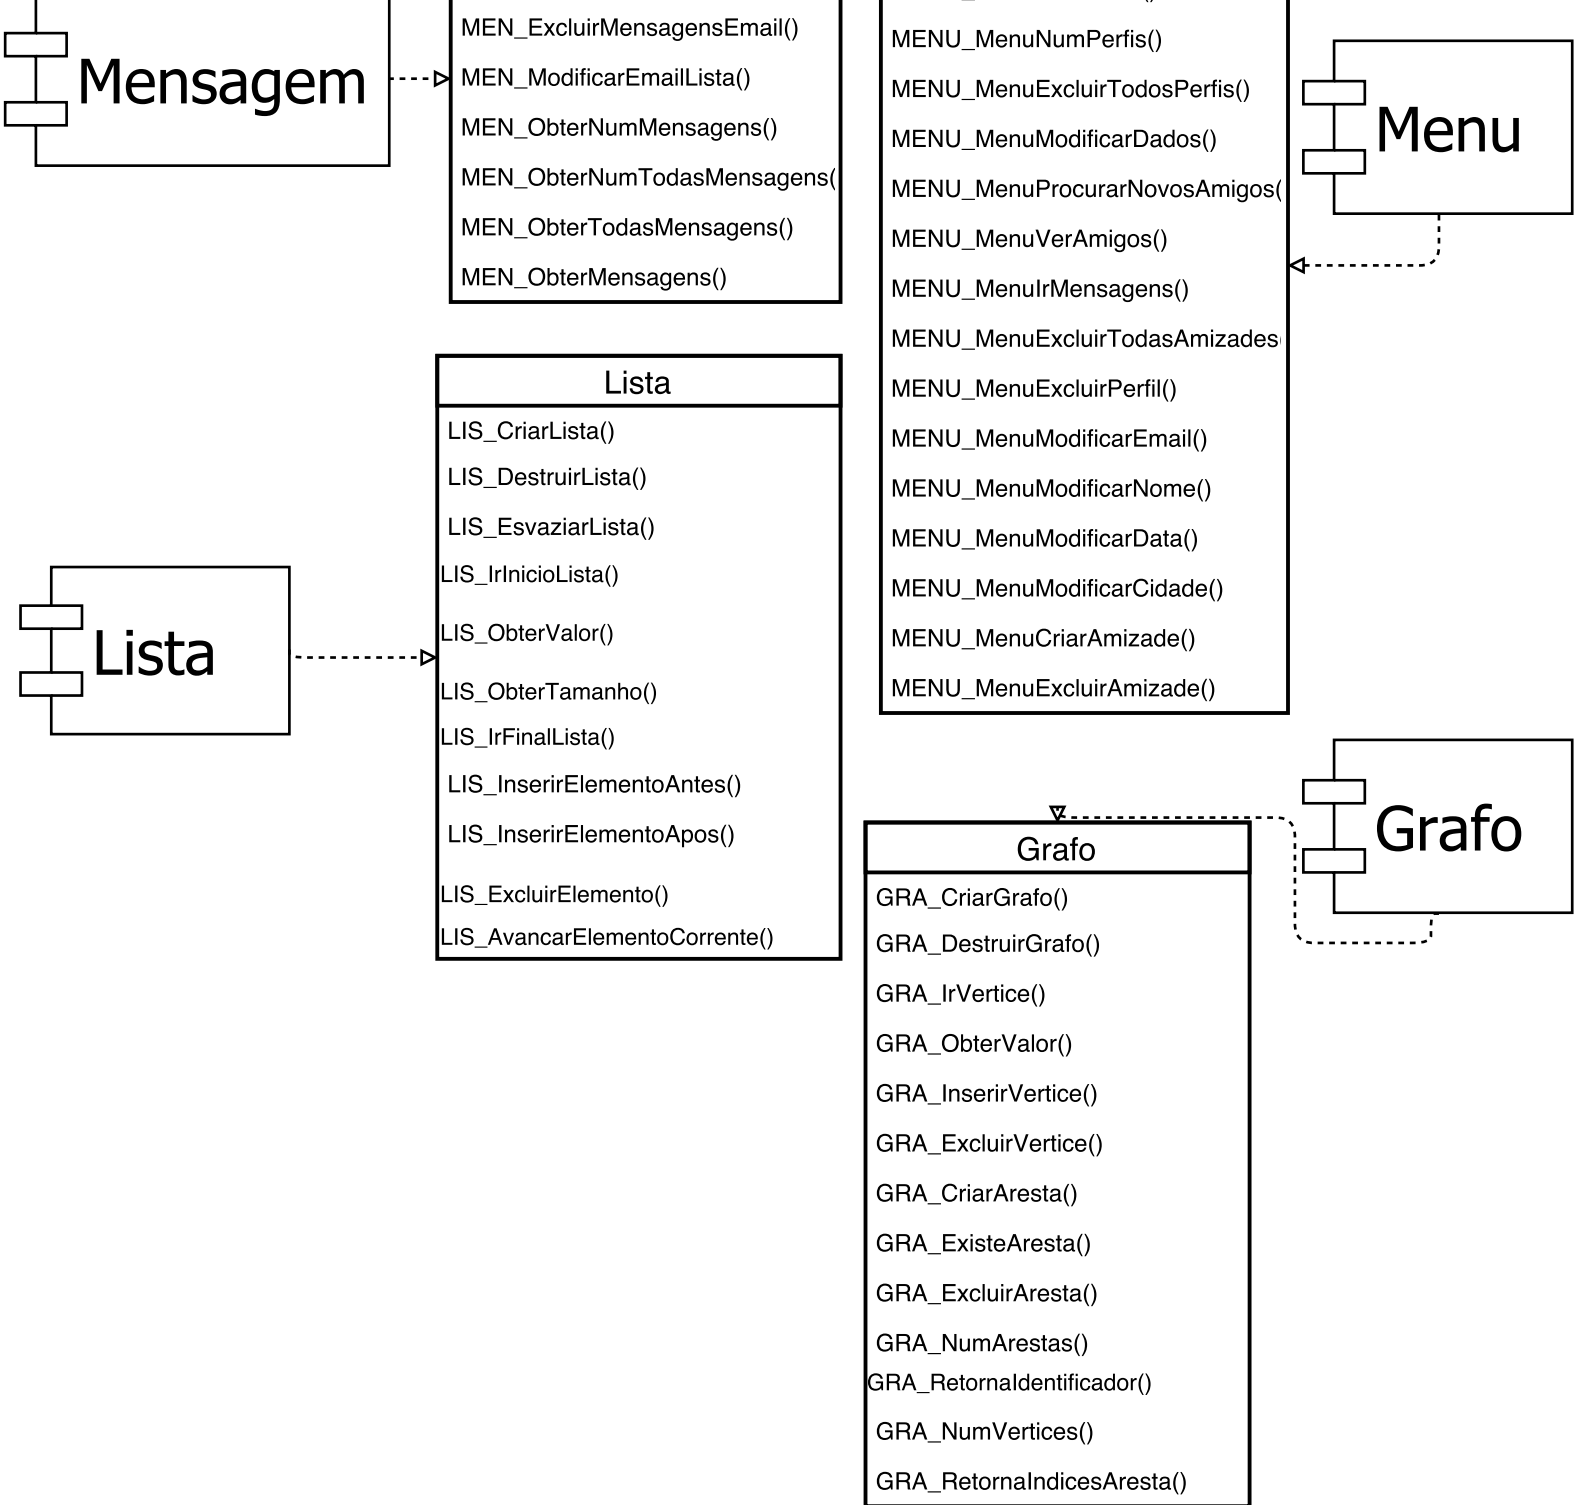 Mensagem
MEN_ExcluirMensagensEmail()
MEN_ModificarEmailLista()
MEN_ObterNumMensagens()
MEN_ObterNumTodasMensagens(
MEN_ObterTodasMensagens()
MEN_ObterMensagens()
MENU_MenuNumPerfis()
MENU_MenuExcluirTodosPerfis()
MENU_MenuModificarDados()
MENU_MenuProcurarNovosAmigos(
MENU_MenuVerAmigos()
MENU_MenuIrMensagens()
MENU_MenuExcluirTodasAmizades
MENU_MenuExcluirPerfil()
MENU_MenuModificarEmail()
MENU_MenuModificarNome()
MENU_MenuModificarData()
MENU_MenuModificarCidade()
MENU_MenuCriarAmizade()
MENU_MenuExcluirAmizade()
Menu
Lista
Lista
LIS_CriarLista()
LIS_DestruirLista()
LIS_EsvaziarLista()
LIS_IrInicioLista()
LIS_ObterValor()
LIS_ObterTamanho()
LIS_IrFinalLista()
LIS_InserirElementoAntes()
LIS_InserirElementoApos()
LIS_ExcluirElemento()
LIS_AvancarElementoCorrente()
Grafo
Grafo
GRA_CriarGrafo()
GRA_DestruirGrafo()
GRA_IrVertice()
GRA_ObterValor()
GRA_InserirVertice()
GRA_ExcluirVertice()
GRA_CriarAresta()
GRA_ExisteAresta()
GRA_ExcluirAresta()
GRA_NumArestas()
GRA_RetornaIdentificador()
GRA_NumVertices()
GRA_RetornaIndicesAresta()